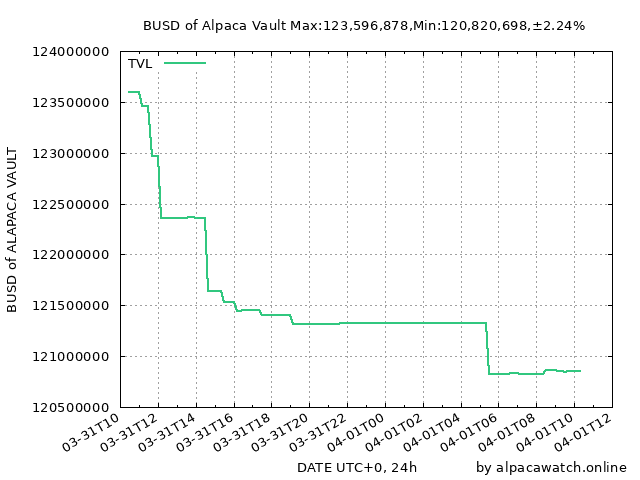 BUSD of Alpaca Vault Max:123,596,878,Min:120,820,698,±2.24%
TVL
124000000
123500000
123000000
122500000
122000000
121500000
121000000
120500000
BUSD of ALAPACA VAULT
03-31T10
03-31T12
03-31T14
03-31T16
03-31T18
03-31T20
03-31T22
04-01T00
04-01T02
04-01T04
04-01T06
04-01T08
04-01T10
04-01T12
DATE UTC+0, 24h
by alpacawatch.online